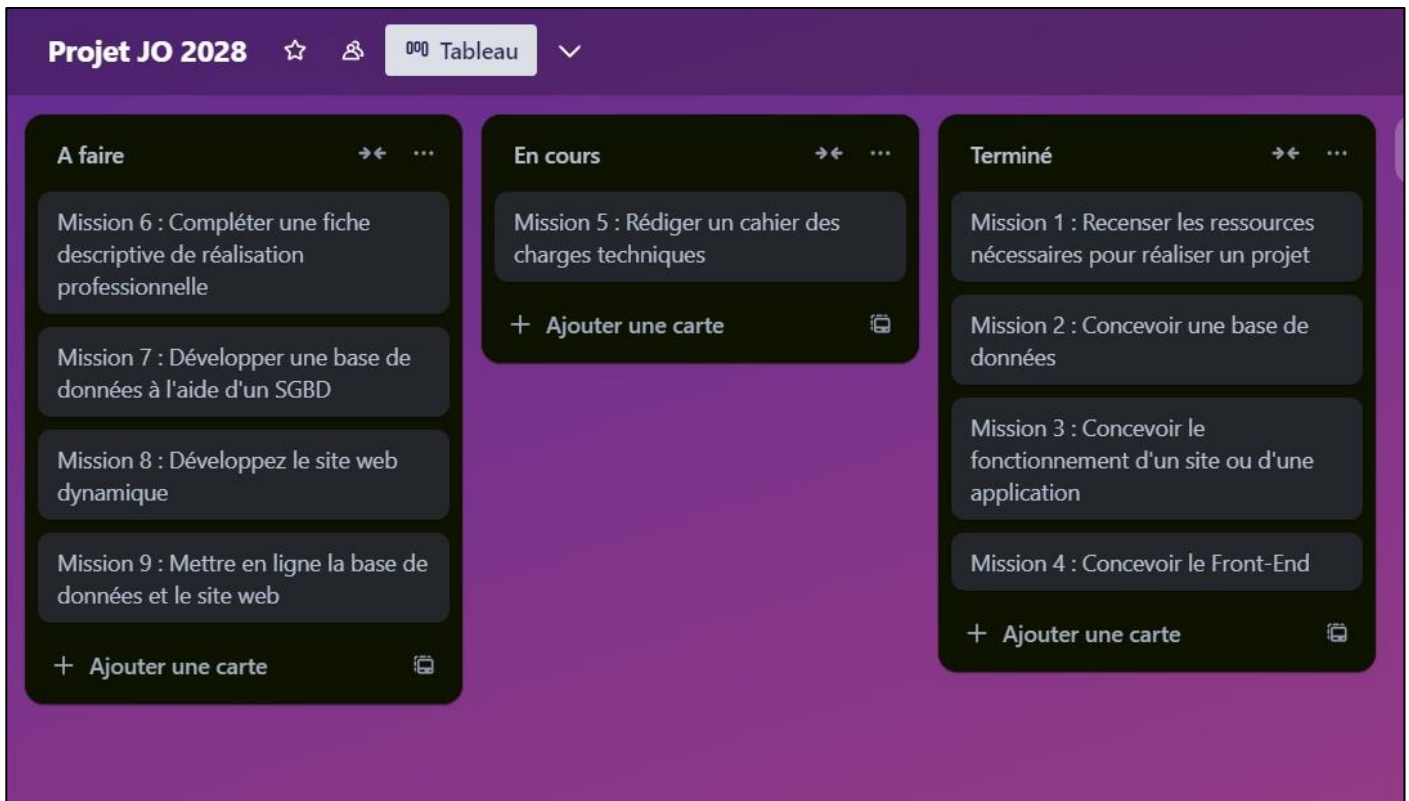 Projet JO 2028 Tableau
A faire
Mission 6 : Compléter une fiche
descriptive de réalisation
professionnelle
Mission 7 : Développer une base de
données à l'aide d'un SGBD
Mission 8 : Développez le site web
dynamique
Mission 9 : Mettre en ligne la base de
données et le site web
+ Ajouter une carte
En cours
Mission 5 : Rédiger un cahier des
charges techniques
+ Ajouter une carte
Terminé
Mission 1 : Recenser les ressources
nécessaires pour réaliser un projet
Mission 2 : Concevoir une base de
données
Mission 3 : Concevoir le
fonctionnement d'un site ou d'une
application
Mission 4 : Concevoir le Front-End
+ Ajouter une carte